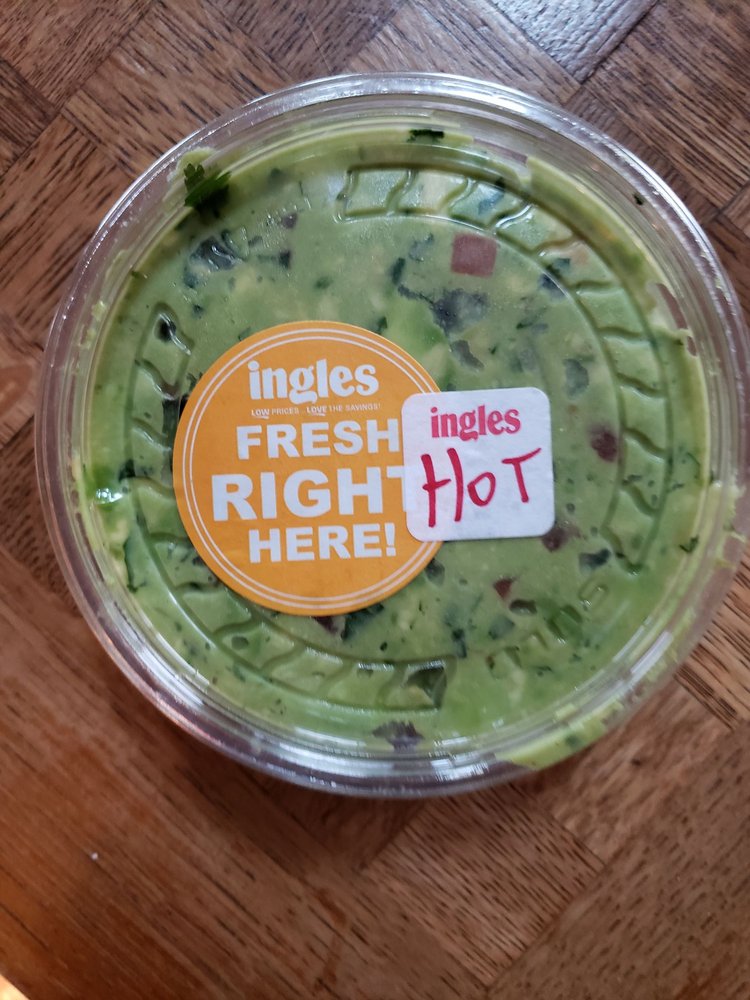 ingles
LOW PRICES... LOVE THE SAVINGS!
FRESH
RIGHT
HERE!
ingles
HOT